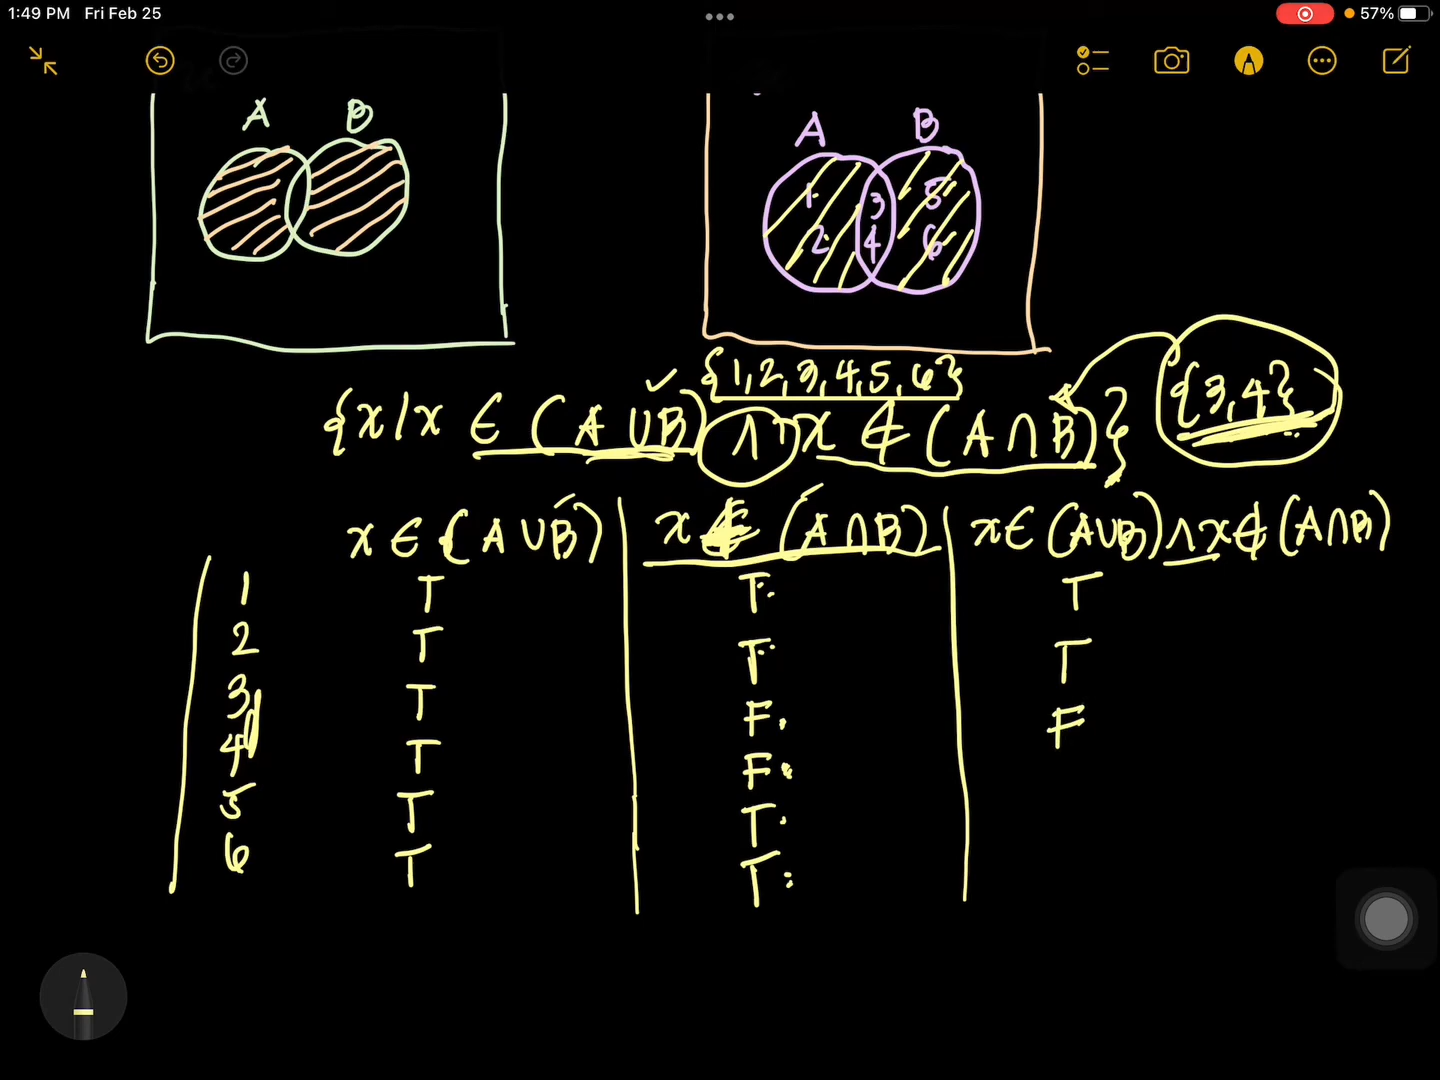 1:49 PM Fri Feb 25 57%
A B
A B
1 3 5
2 4 6
{1,2,3,4,5,6}
{3,4}
{x/x ∈ (A ∪ B) ∧ x ∉ (A ∩ B)}
x ∈ (A ∪ B) x ∉ (A ∩ B) x ∈ (A∪B) ∧ x ∉ (A∩B)
1 T T T
2 T T T
3 T F F
4 T F
5 T T
6 T T